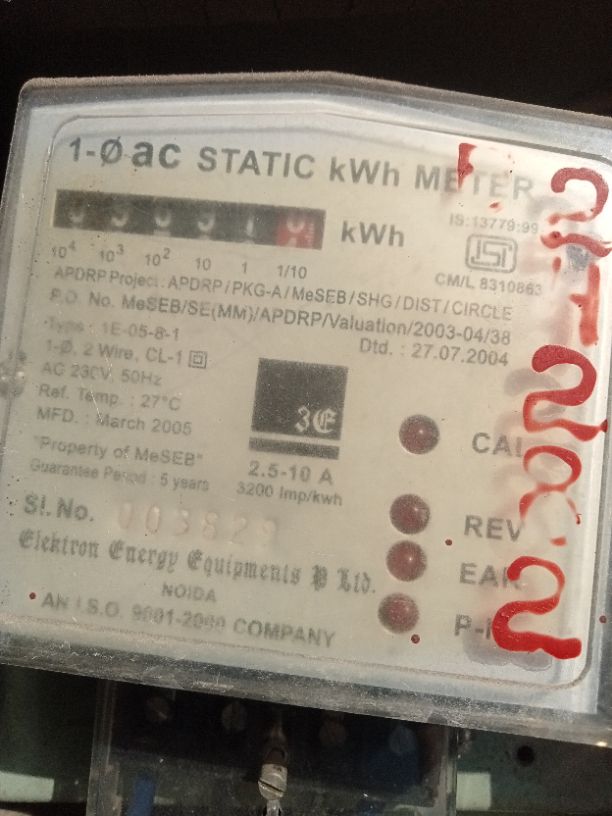 1-Ø ac STATIC kWh METER
kWh
IS:13779:99
10⁴ 10³ 10² 10 1 1/10
CM/L 8310863
APDRP Project : APDRP/PKG-A/MeSEB/SHG/DIST/CIRCLE
P.O. No. MeSEB/SE(MM)/APDRP/Valuation/2003-04/38
Dtd. : 27.07.2004
Type : 1E-05-8-1
1-Ø, 2 Wire, CL-1
AC 230V, 50Hz
Ref. Temp. : 27°C
MFD. : March 2005
"Property of MeSEB"
Guarantee Period : 5 years
3E
2.5-10 A
3200 Imp/kwh
CAL
REV
P-
Sl. No. 003829
Elektron Energy Equipments P Ltd.
NOIDA
AN I.S.O. 9001-2000 COMPANY